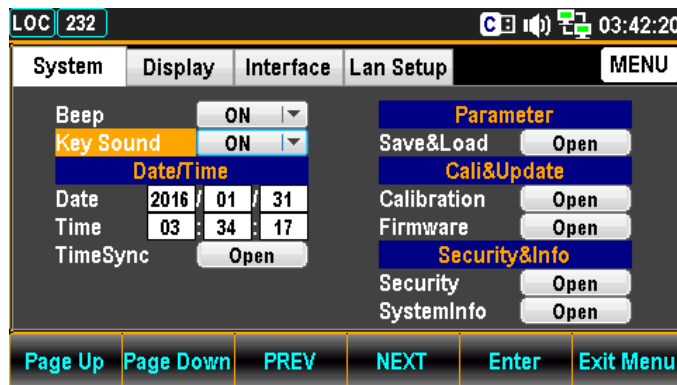 LOC 232 C 03:42:20
System Display Interface Lan Setup MENU
Beep ON
Key Sound ON
Date/Time
Date 2016 / 01 / 31
Time 03 : 34 : 17
TimeSync Open
Parameter
Save&Load Open
Cali&Update
Calibration Open
Firmware Open
Security&Info
Security Open
SystemInfo Open
Page Up Page Down PREV NEXT Enter Exit Menu